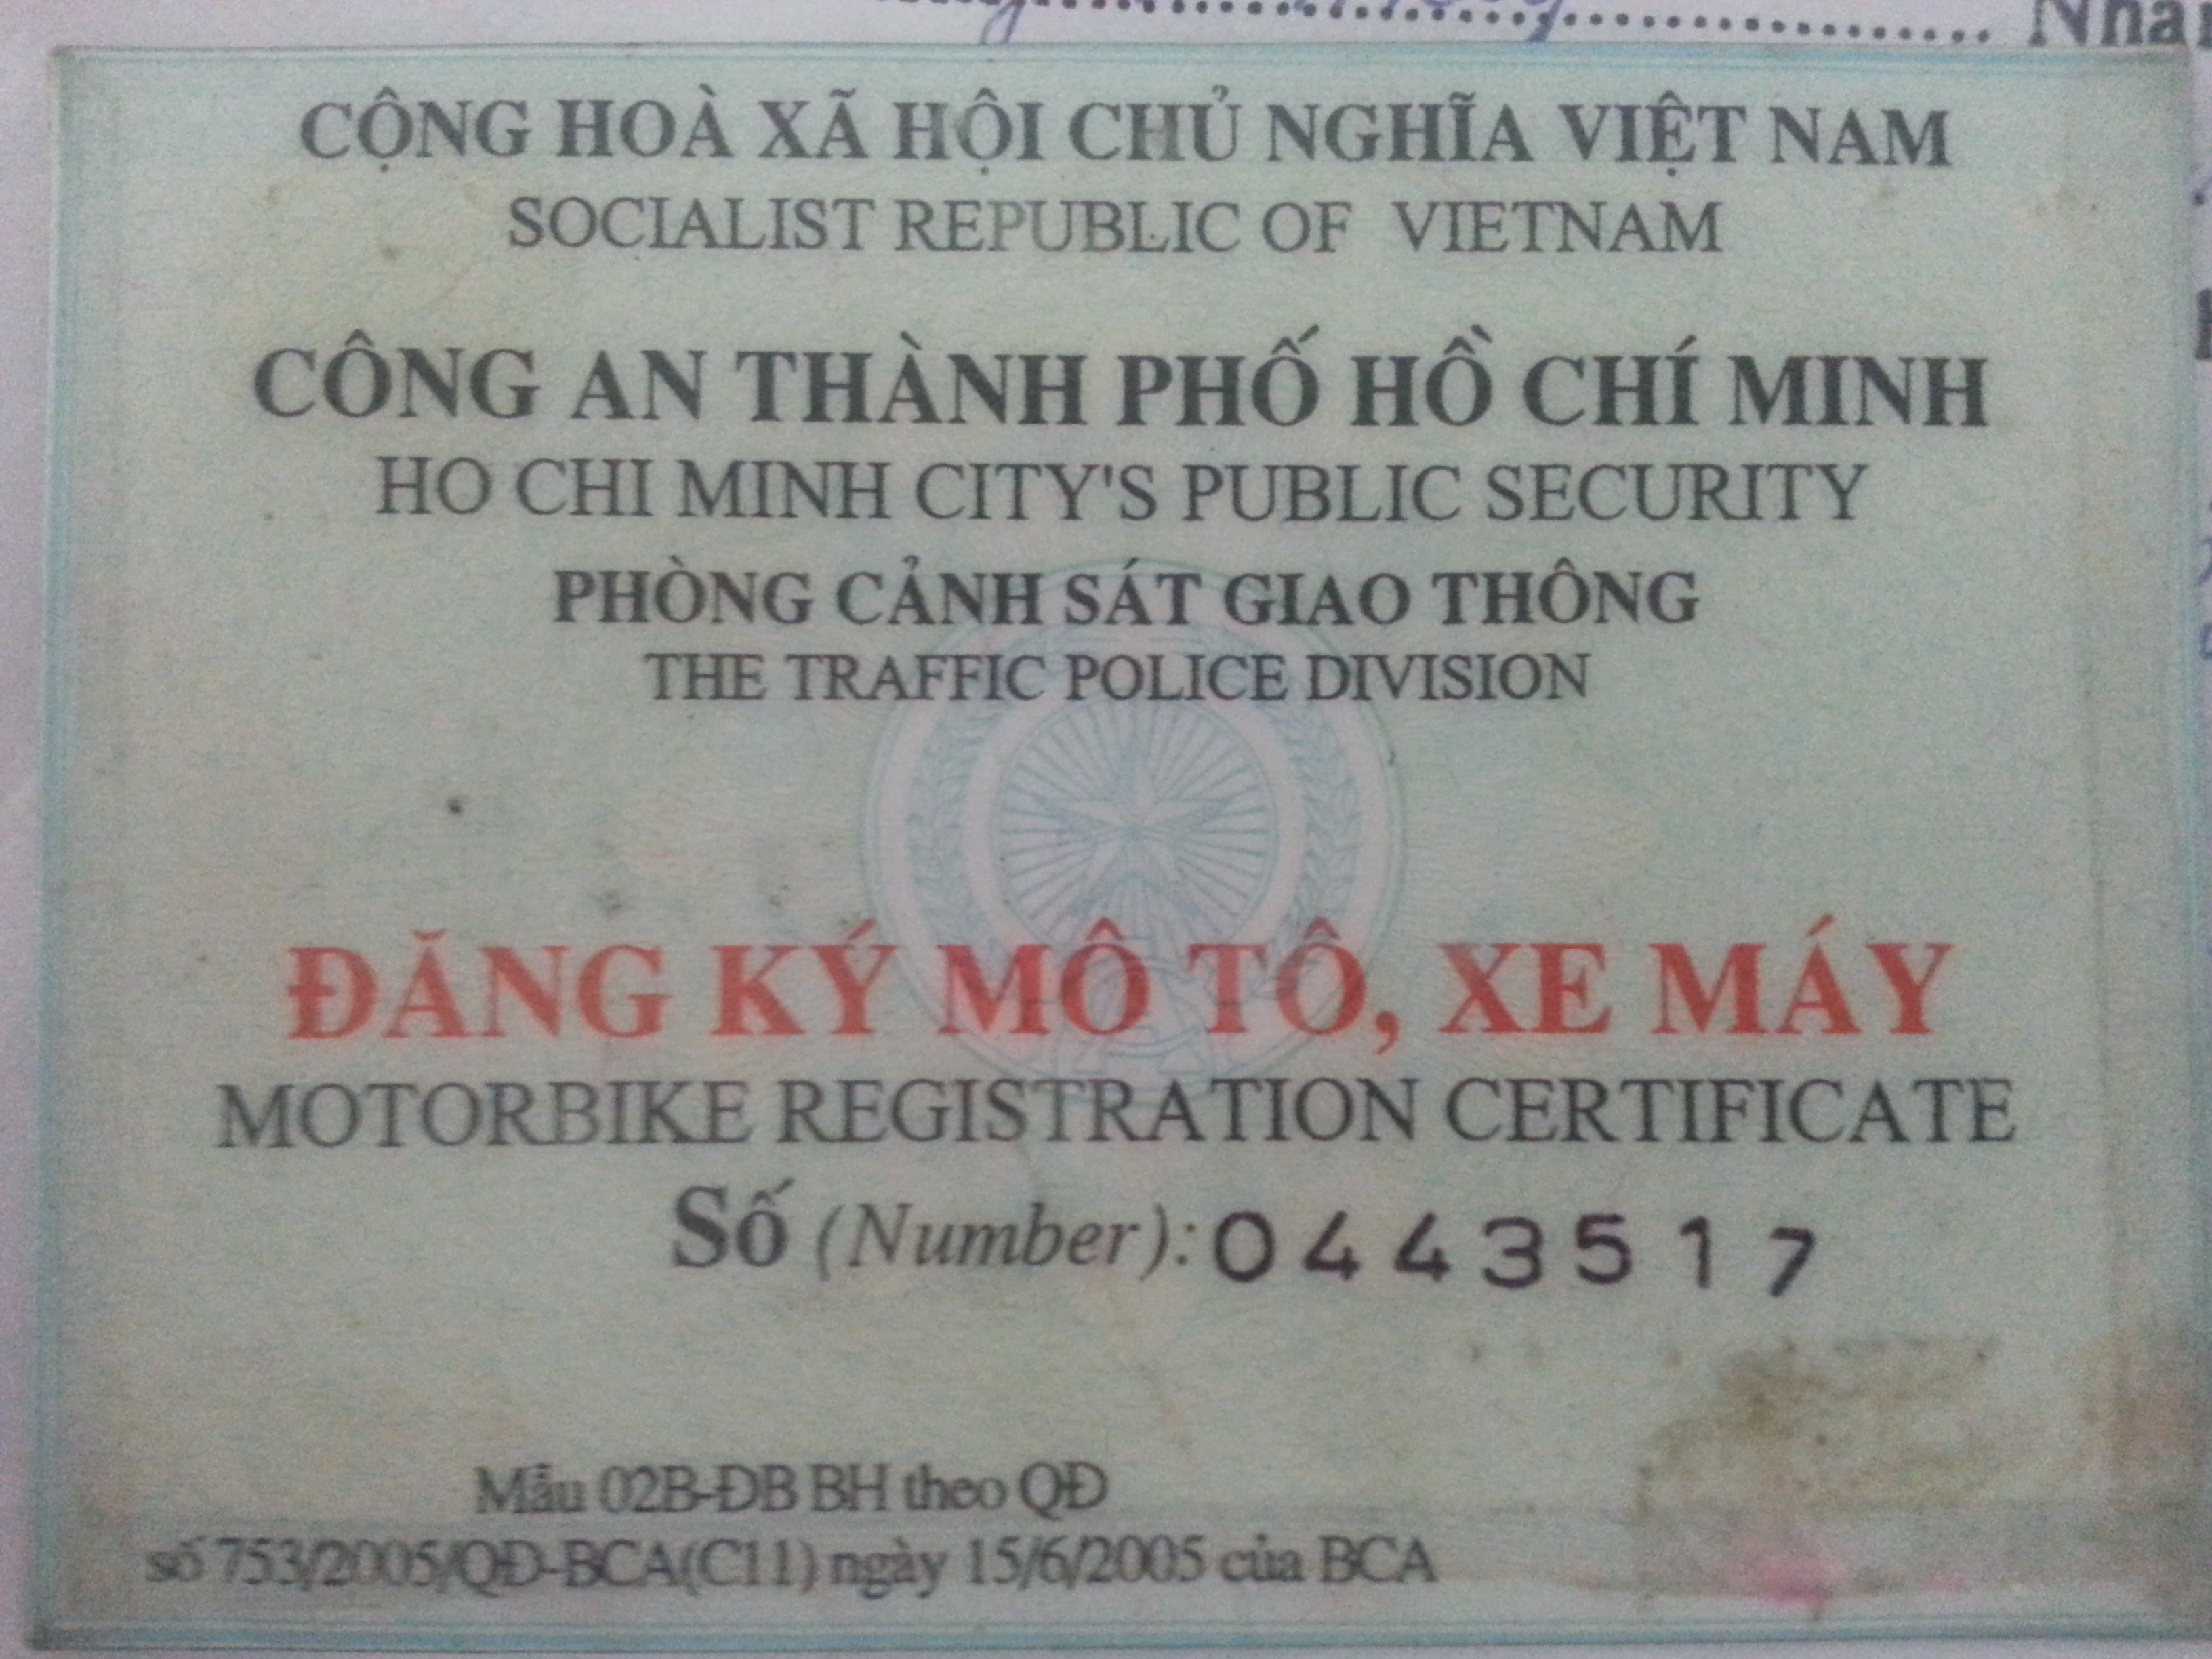 Nhã
CỘNG HOÀ XÃ HỘI CHỦ NGHĨA VIỆT NAM
SOCIALIST REPUBLIC OF VIETNAM
CÔNG AN THÀNH PHỐ HỒ CHÍ MINH
HO CHI MINH CITY'S PUBLIC SECURITY
PHÒNG CẢNH SÁT GIAO THÔNG
THE TRAFFIC POLICE DIVISION
ĐĂNG KÝ MÔ TÔ, XE MÁY
MOTORBIKE REGISTRATION CERTIFICATE
Số (Number): 0443517
Mẫu 02B-ĐB BH theo QĐ
số 753/2005/QĐ-BCA(C11) ngày 15/6/2005 của BCA